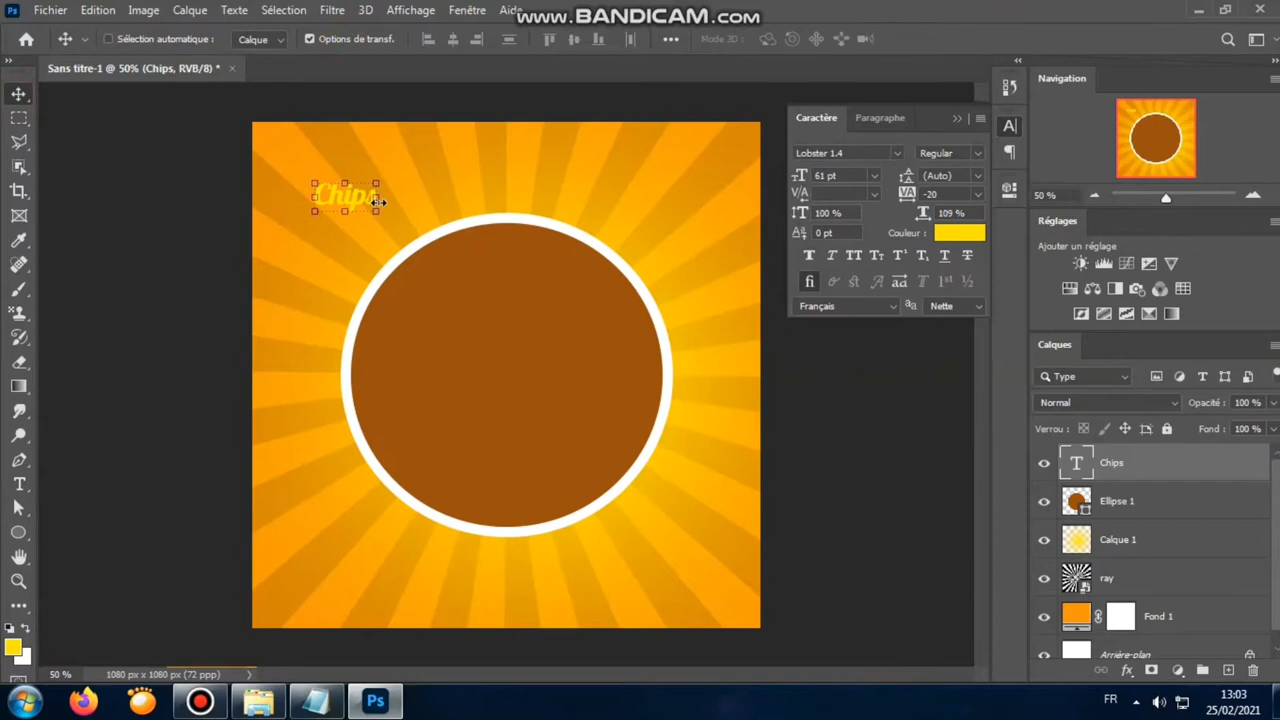 Ps
Fichier Edition Image Calque Texte Sélection Filtre 3D Affichage Fenêtre Aide
www.BANDICAM.com
Sélection automatique : Calque Options de transf. ••• Mode 3D :
Sans titre-1 @ 50% (Chips, RVB/8) *
Navigation
Caractère Paragraphe
Lobster 1.4 Regular
61 pt (Auto)
-20
100 % 109 %
0 pt Couleur :
Français Nette
Chips
50 %
Réglages
Ajouter un réglage
Calques
Type
Normal Opacité : 100 %
Verrou : Fond : 100 %
Chips
Ellipse 1
Calque 1
ray
Fond 1
Arrière-plan
50 % 1080 px x 1080 px (72 ppp)
Ps
FR
13:03
25/02/2021